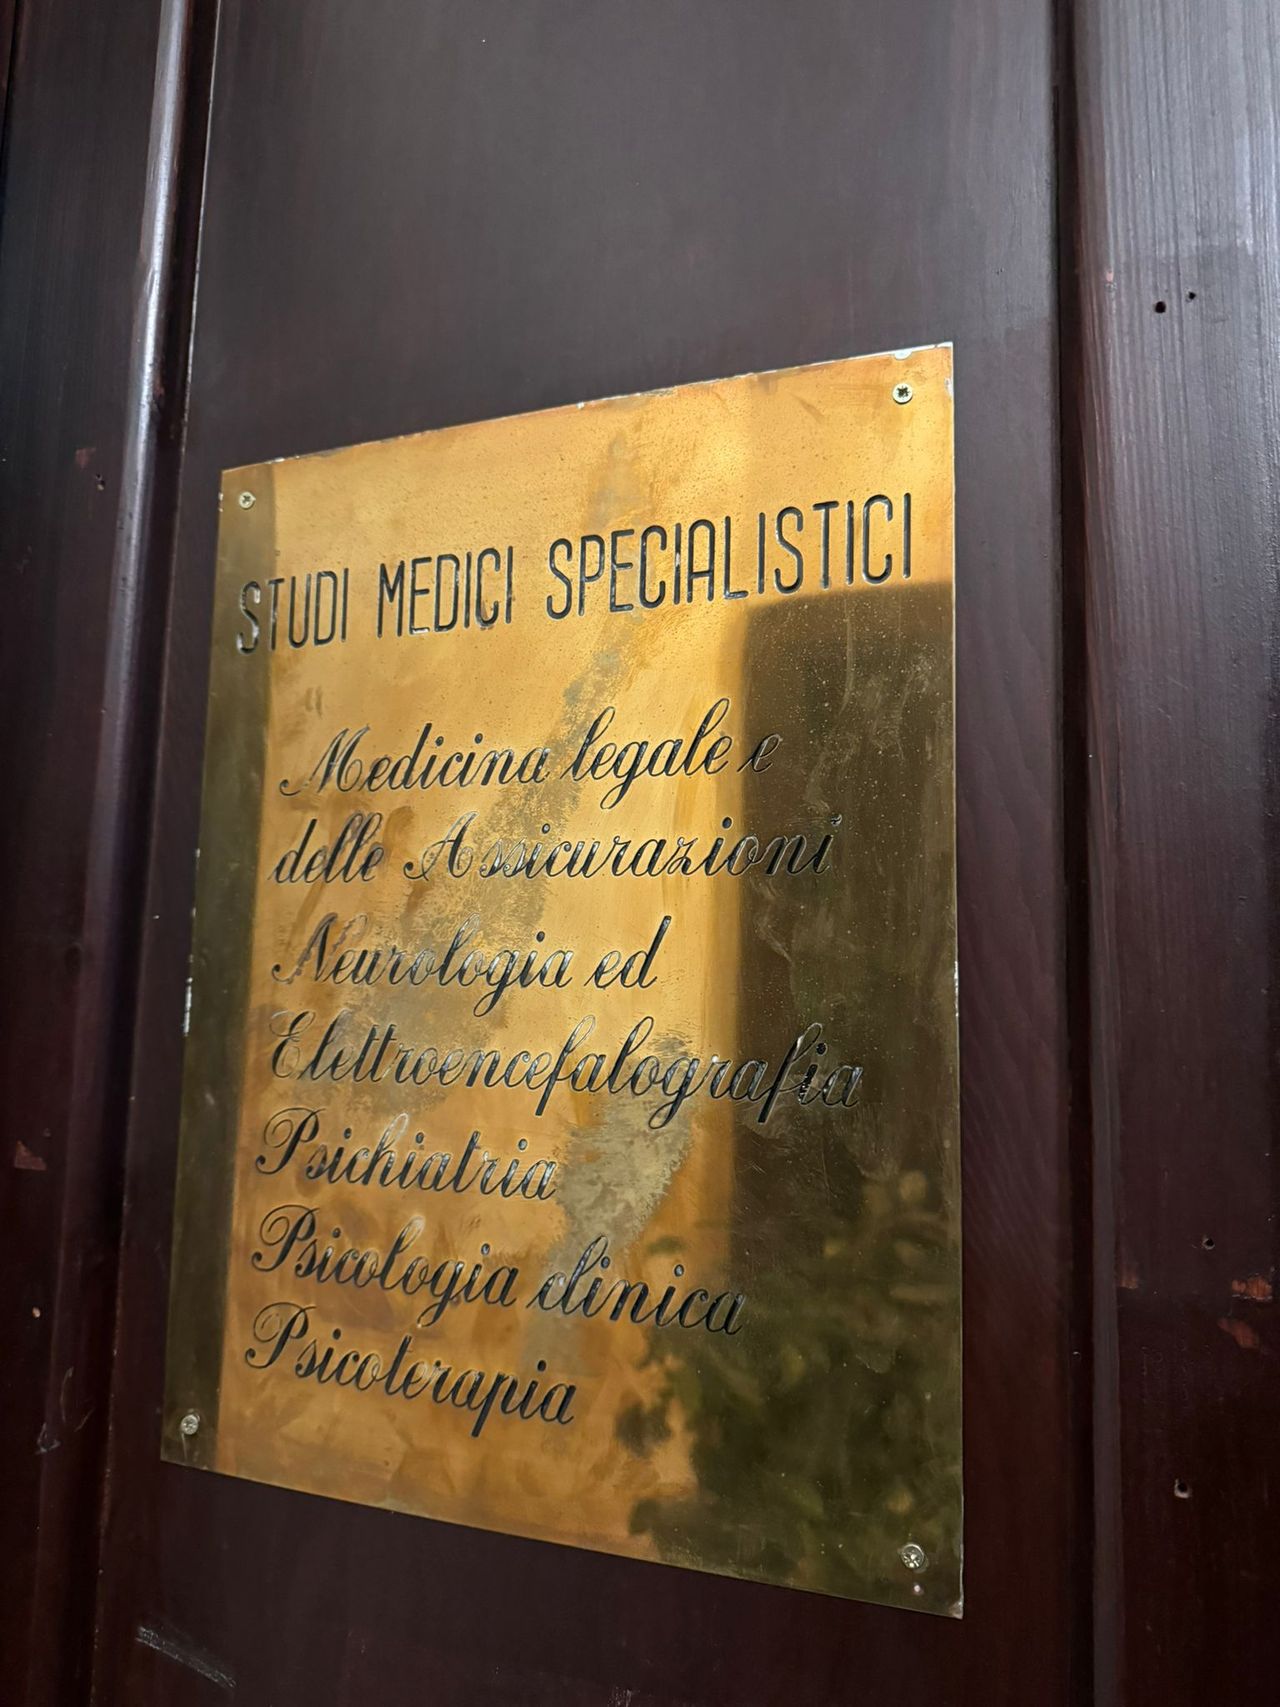 STUDI MEDICI SPECIALISTICI
Medicina legale e
delle Assicurazioni
Neurologia ed
Elettroencefalografia
Psichiatria
Psicologia clinica
Psicoterapia